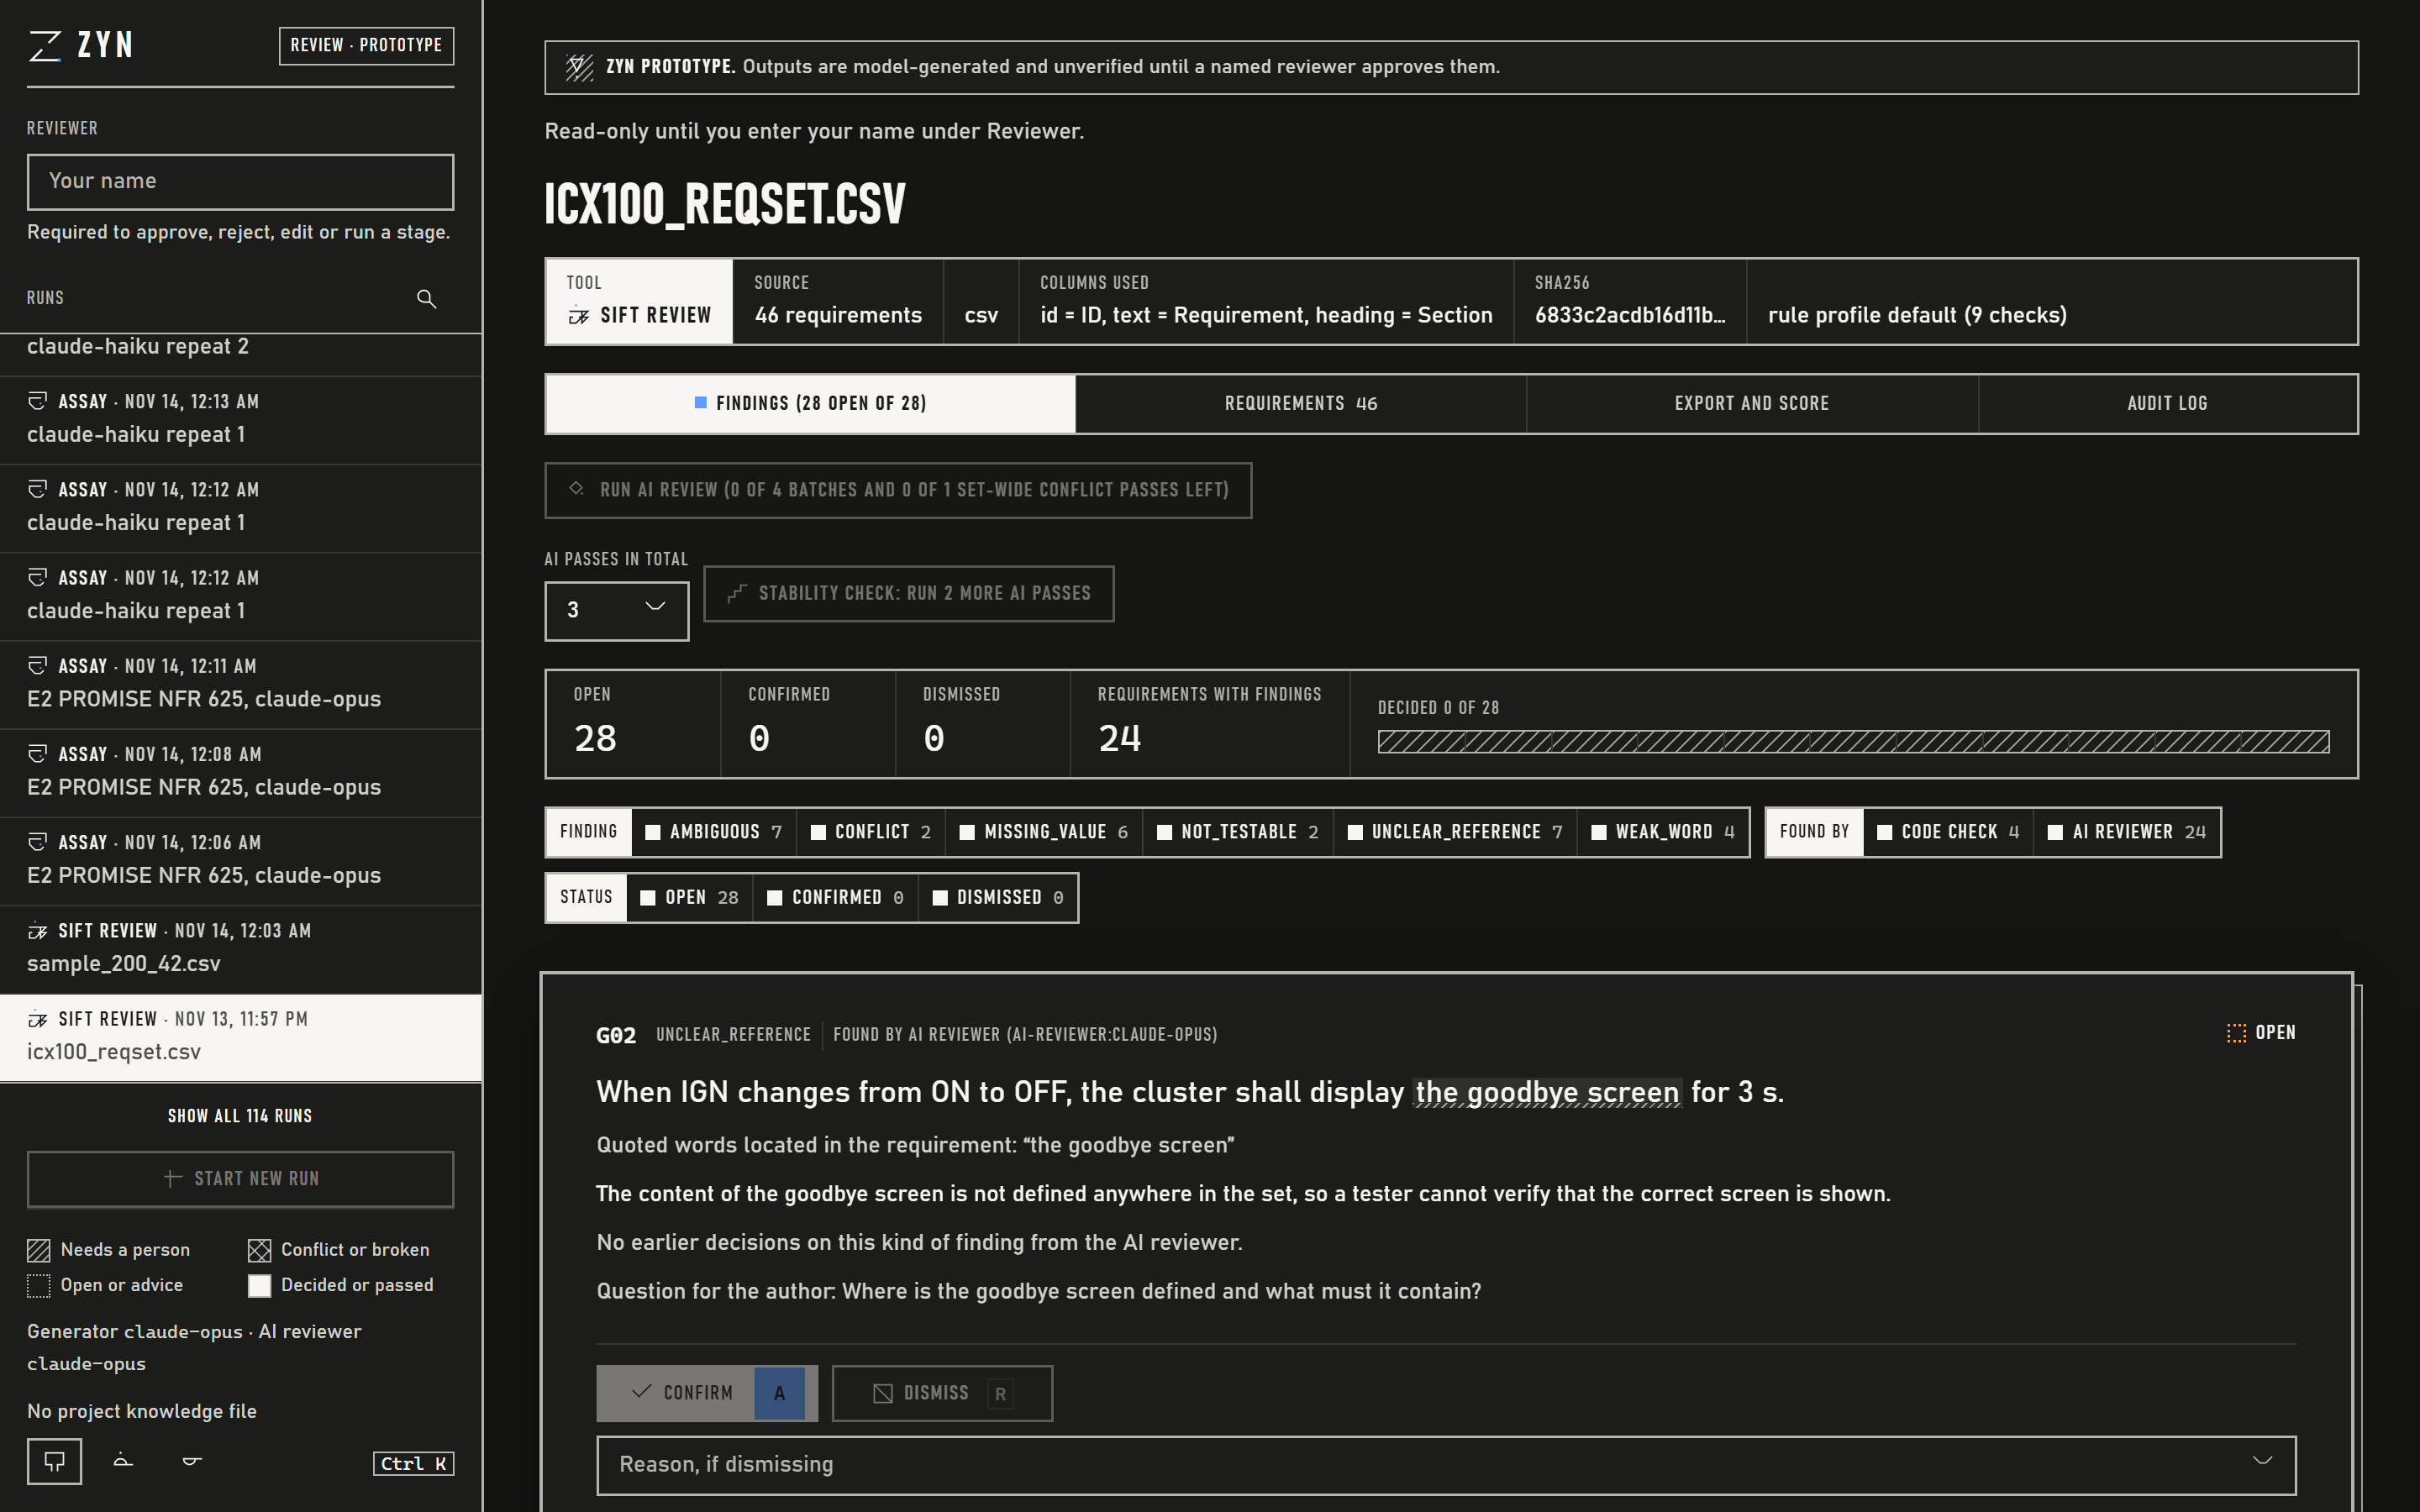 ZYN
REVIEW · PROTOTYPE
REVIEWER
Your name
Required to approve, reject, edit or run a stage.
RUNS
claude-haiku repeat 2
ASSAY · NOV 14, 12:13 AM
claude-haiku repeat 1
ASSAY · NOV 14, 12:12 AM
claude-haiku repeat 1
ASSAY · NOV 14, 12:12 AM
claude-haiku repeat 1
ASSAY · NOV 14, 12:11 AM
E2 PROMISE NFR 625, claude-opus
ASSAY · NOV 14, 12:08 AM
E2 PROMISE NFR 625, claude-opus
ASSAY · NOV 14, 12:06 AM
E2 PROMISE NFR 625, claude-opus
SIFT REVIEW · NOV 14, 12:03 AM
sample_200_42.csv
SIFT REVIEW · NOV 13, 11:57 PM
icx100_reqset.csv
SHOW ALL 114 RUNS
START NEW RUN
Needs a person
Conflict or broken
Open or advice
Decided or passed
Generator claude-opus · AI reviewer
claude-opus
No project knowledge file
Ctrl K
ZYN PROTOTYPE. Outputs are model-generated and unverified until a named reviewer approves them.
Read-only until you enter your name under Reviewer.
ICX100_REQSET.CSV
TOOL
SIFT REVIEW
SOURCE
46 requirements
csv
COLUMNS USED
id = ID, text = Requirement, heading = Section
SHA256
6833c2acdb16d11b…
rule profile default (9 checks)
FINDINGS (28 OPEN OF 28)
REQUIREMENTS 46
EXPORT AND SCORE
AUDIT LOG
RUN AI REVIEW (0 OF 4 BATCHES AND 0 OF 1 SET-WIDE CONFLICT PASSES LEFT)
AI PASSES IN TOTAL
3
STABILITY CHECK: RUN 2 MORE AI PASSES
OPEN
28
CONFIRMED
0
DISMISSED
0
REQUIREMENTS WITH FINDINGS
24
DECIDED 0 OF 28
FINDING
AMBIGUOUS 7
CONFLICT 2
MISSING_VALUE 6
NOT_TESTABLE 2
UNCLEAR_REFERENCE 7
WEAK_WORD 4
FOUND BY
CODE CHECK 4
AI REVIEWER 24
STATUS
OPEN 28
CONFIRMED 0
DISMISSED 0
G02 UNCLEAR_REFERENCE FOUND BY AI REVIEWER (AI-REVIEWER:CLAUDE-OPUS)
OPEN
When IGN changes from ON to OFF, the cluster shall display the goodbye screen for 3 s.
Quoted words located in the requirement: “the goodbye screen”
The content of the goodbye screen is not defined anywhere in the set, so a tester cannot verify that the correct screen is shown.
No earlier decisions on this kind of finding from the AI reviewer.
Question for the author: Where is the goodbye screen defined and what must it contain?
CONFIRM A
DISMISS R
Reason, if dismissing